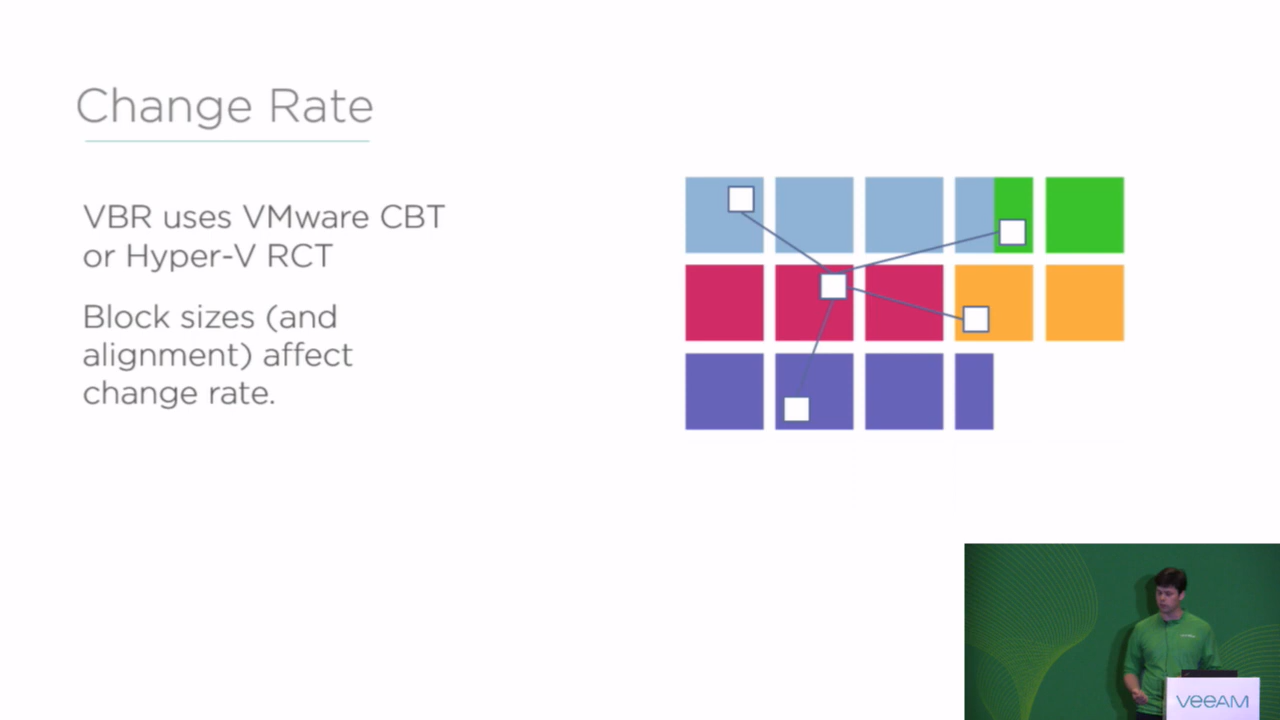 Change Rate
VBR uses VMware CBT
or Hyper-V RCT
Block sizes (and
alignment) affect
change rate.
veeAM